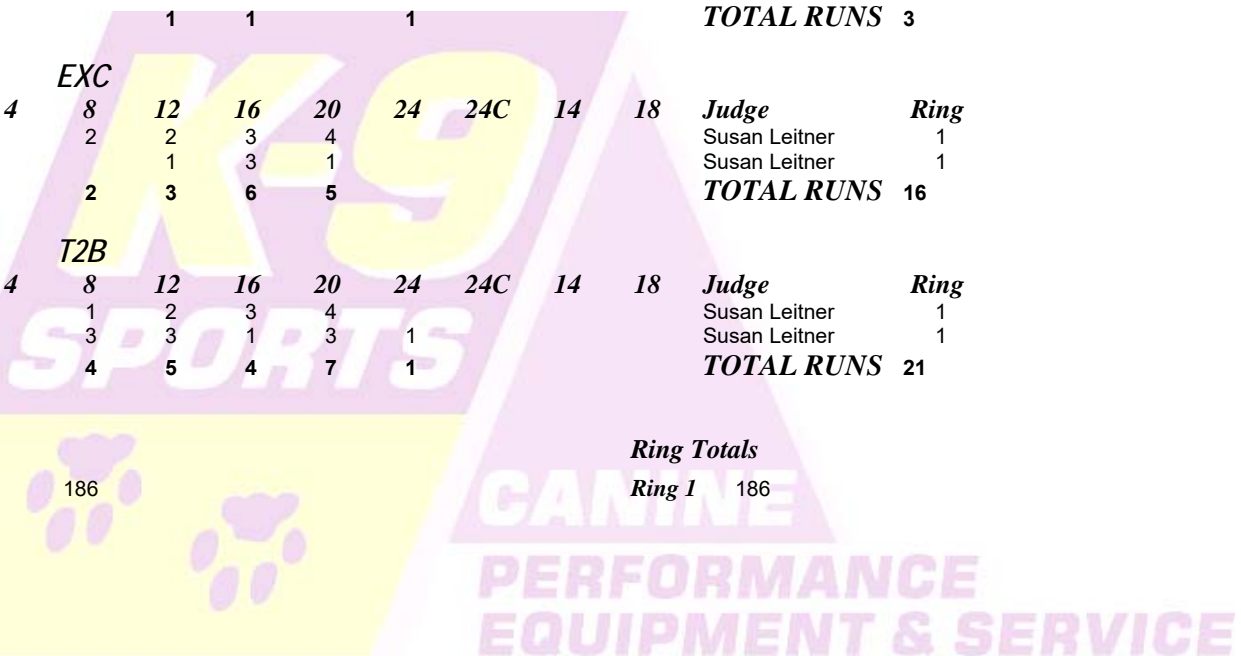 1 1 1 TOTAL RUNS 3
EXC
4 8 12 16 20 24 24C 14 18 Judge Ring
2 2 3 4 Susan Leitner 1
1 3 1 Susan Leitner 1
2 3 6 5 TOTAL RUNS 16
T2B
4 8 12 16 20 24 24C 14 18 Judge Ring
1 2 3 4 Susan Leitner 1
3 3 1 3 1 Susan Leitner 1
4 5 4 7 1 TOTAL RUNS 21
Ring Totals
186 Ring 1 186
K-9
SPORTS
CANINE
PERFORMANCE
EQUIPMENT & SERVICE